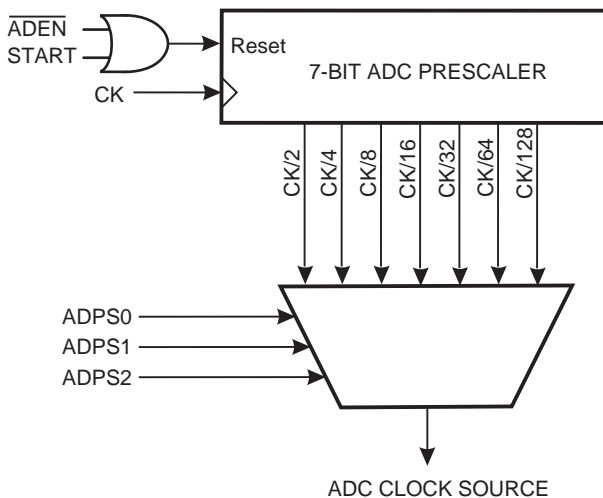 ADEN
START
Reset
7-BIT ADC PRESCALER
CK
CK/2
CK/4
CK/8
CK/16
CK/32
CK/64
CK/128
ADPS0
ADPS1
ADPS2
ADC CLOCK SOURCE